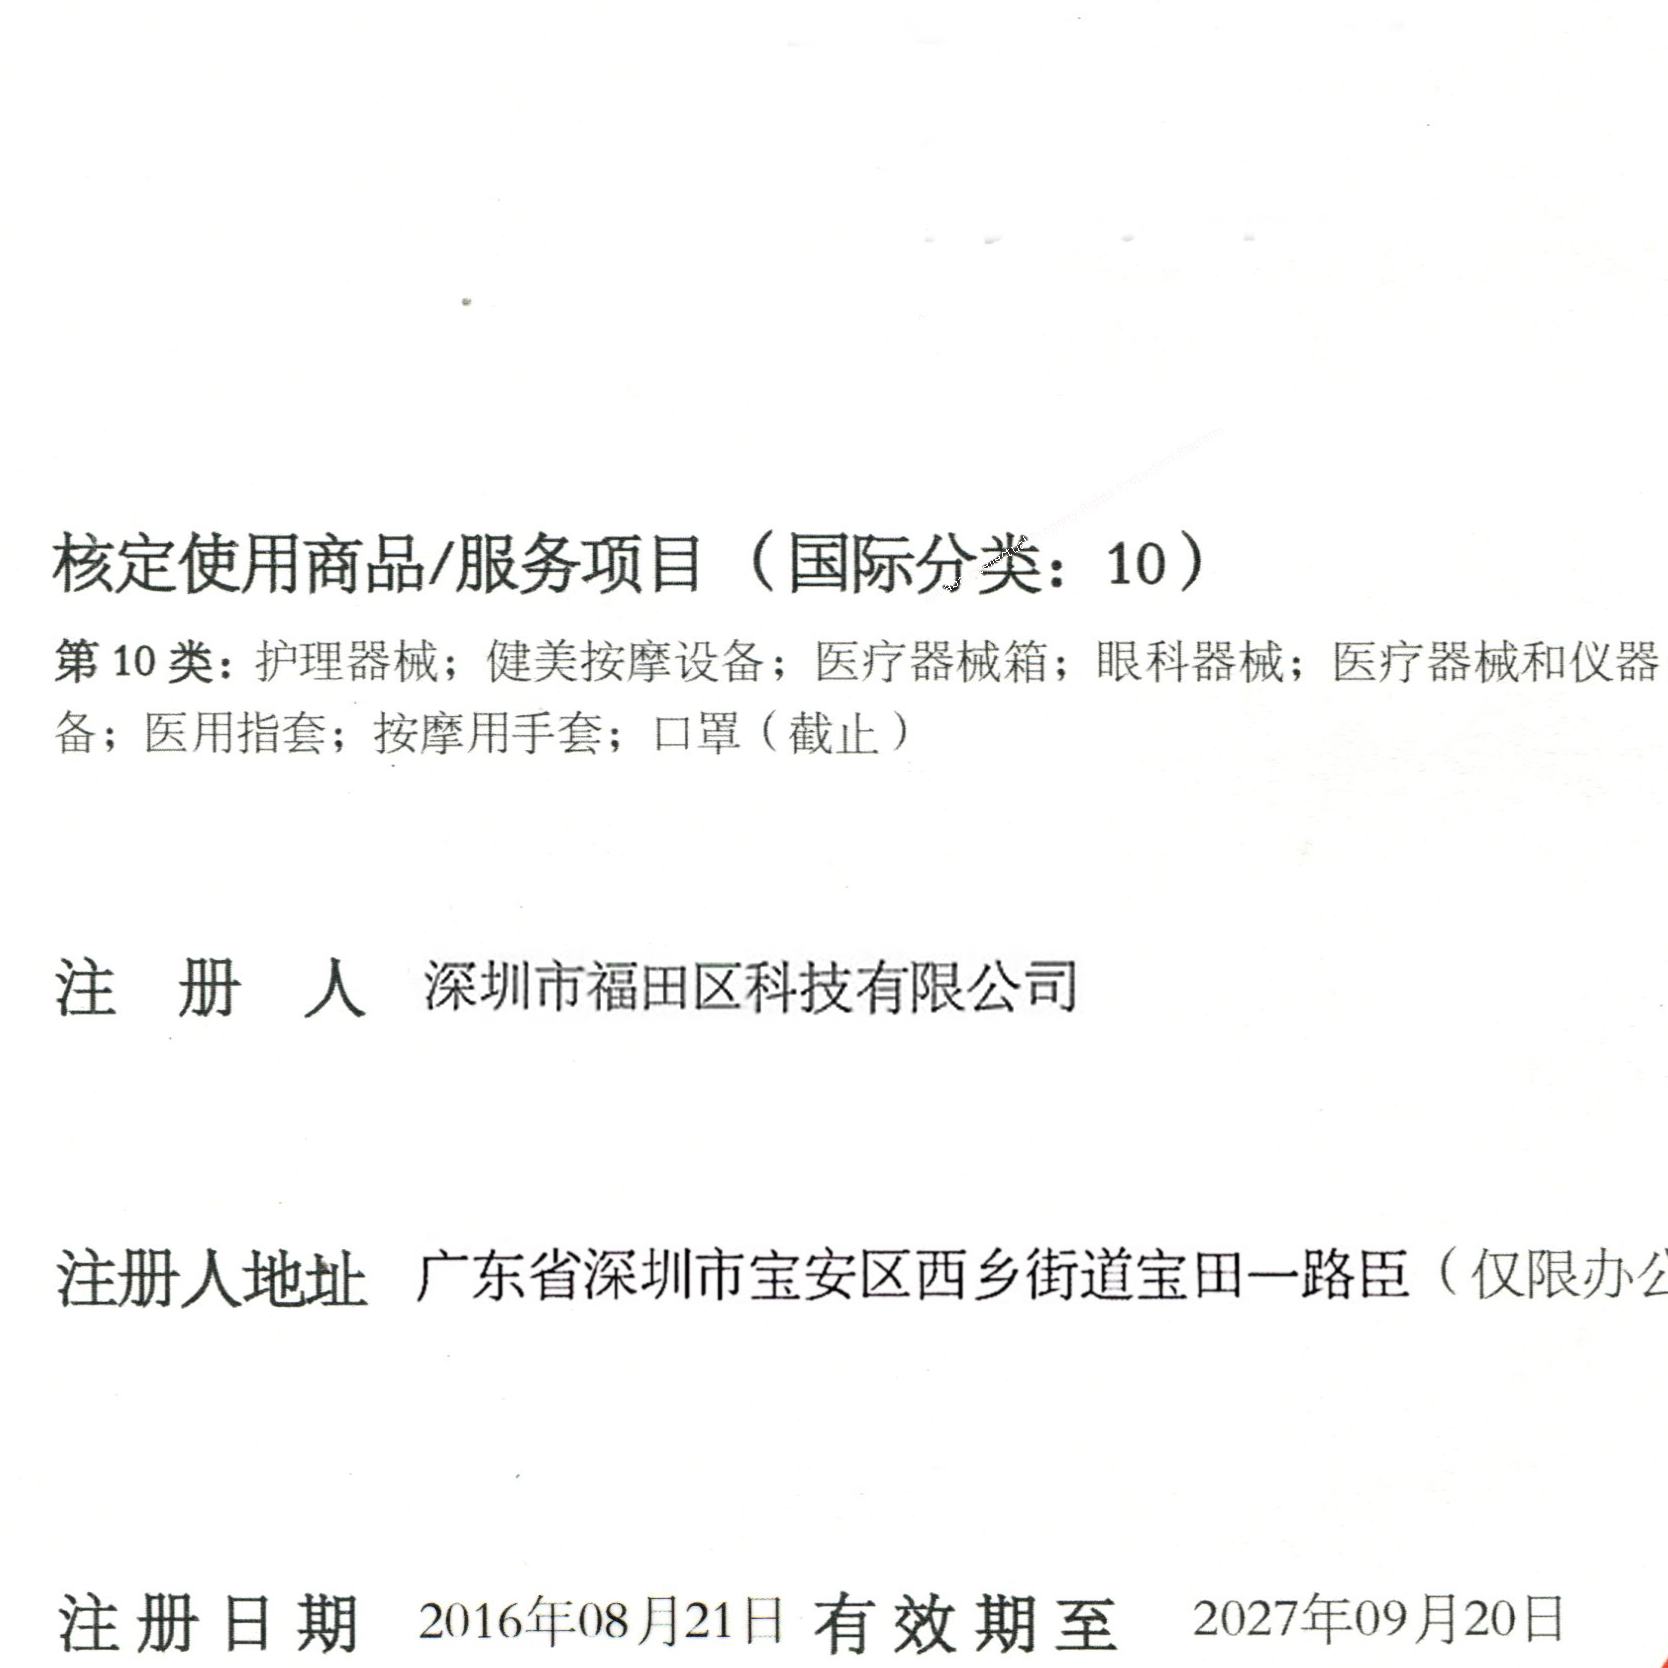 核定使用商品/服务项目（国际分类：10）
第 10 类：护理器械；健美按摩设备；医疗器械箱；眼科器械；医疗器械和仪器
备；医用指套；按摩用手套；口罩（截止）
注 册 人 深圳市福田区科技有限公司
注册人地址 广东省深圳市宝安区西乡街道宝田一路臣（仅限办公
注册日期 2016年08月21日 有效期至 2027年09月20日